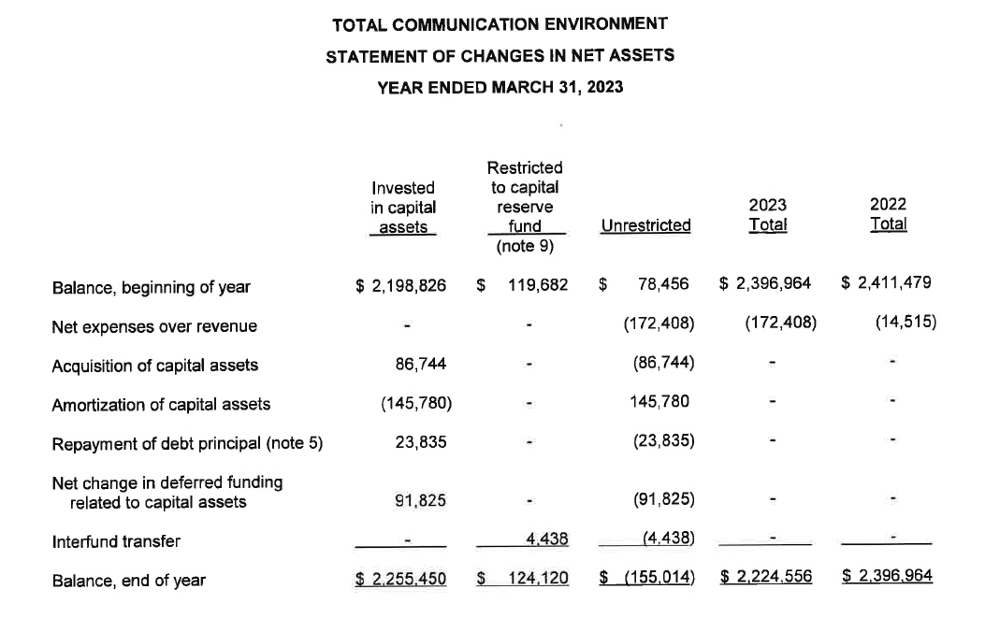 TOTAL COMMUNICATION ENVIRONMENT
STATEMENT OF CHANGES IN NET ASSETS
YEAR ENDED MARCH 31, 2023
Invested in capital assets
Restricted to capital reserve fund (note 9)
Unrestricted
2023 Total
2022 Total
Balance, beginning of year $ 2,198,826 $ 119,682 $ 78,456 $ 2,396,964 $ 2,411,479
Net expenses over revenue - - (172,408) (172,408) (14,515)
Acquisition of capital assets 86,744 - (86,744) - -
Amortization of capital assets (145,780) - 145,780 - -
Repayment of debt principal (note 5) 23,835 - (23,835) - -
Net change in deferred funding
related to capital assets 91,825 - (91,825) - -
Interfund transfer - 4,438 (4,438) - -
Balance, end of year $ 2,255,450 $ 124,120 $ (155,014) $ 2,224,556 $ 2,396,964